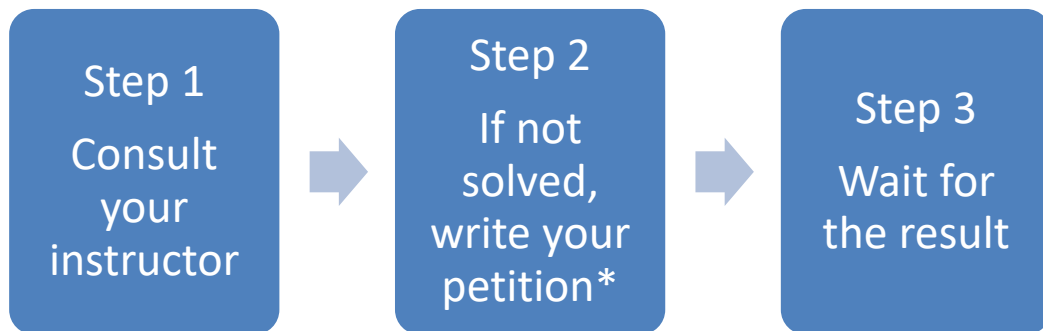 Step 1
Consult
your
instructor
Step 2
If not
solved,
write your
petition*
Step 3
Wait for
the result